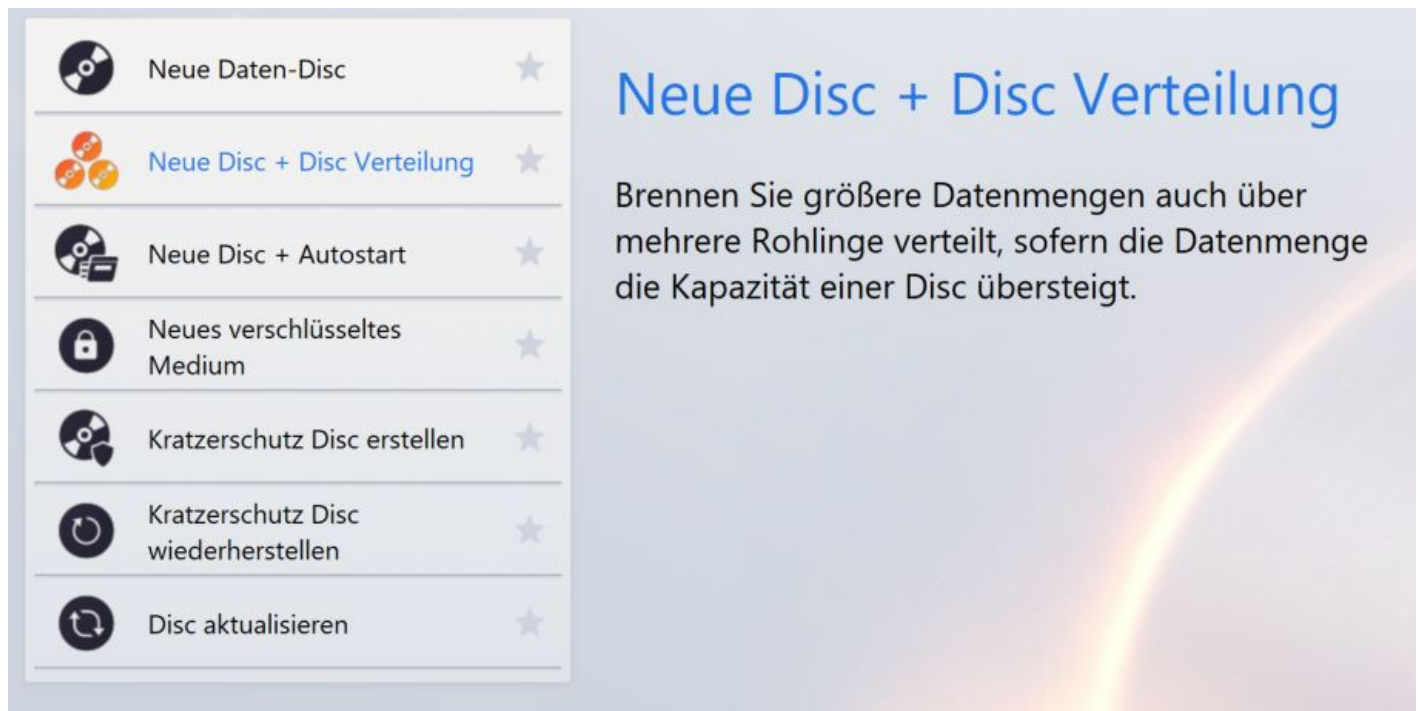 Neue Daten-Disc
Neue Disc + Disc Verteilung
Neue Disc + Autostart
Neues verschlüsseltes
Medium
Kratzerschutz Disc erstellen
Kratzerschutz Disc
wiederherstellen
Disc aktualisieren
Neue Disc + Disc Verteilung
Brennen Sie größere Datenmengen auch über
mehrere Rohlinge verteilt, sofern die Datenmenge
die Kapazität einer Disc übersteigt.